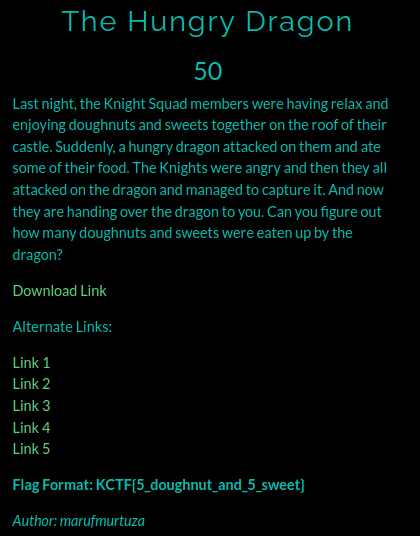 The Hungry Dragon
50
Last night, the Knight Squad members were having relax and
enjoying doughnuts and sweets together on the roof of their
castle. Suddenly, a hungry dragon attacked on them and ate
some of their food. The Knights were angry and then they all
attacked on the dragon and managed to capture it. And now
they are handing over the dragon to you. Can you figure out
how many doughnuts and sweets were eaten up by the
dragon?
Download Link
Alternate Links:
Link 1
Link 2
Link 3
Link 4
Link 5
Flag Format: KCTF{5_doughnut_and_5_sweet}
Author: marufmurtuza